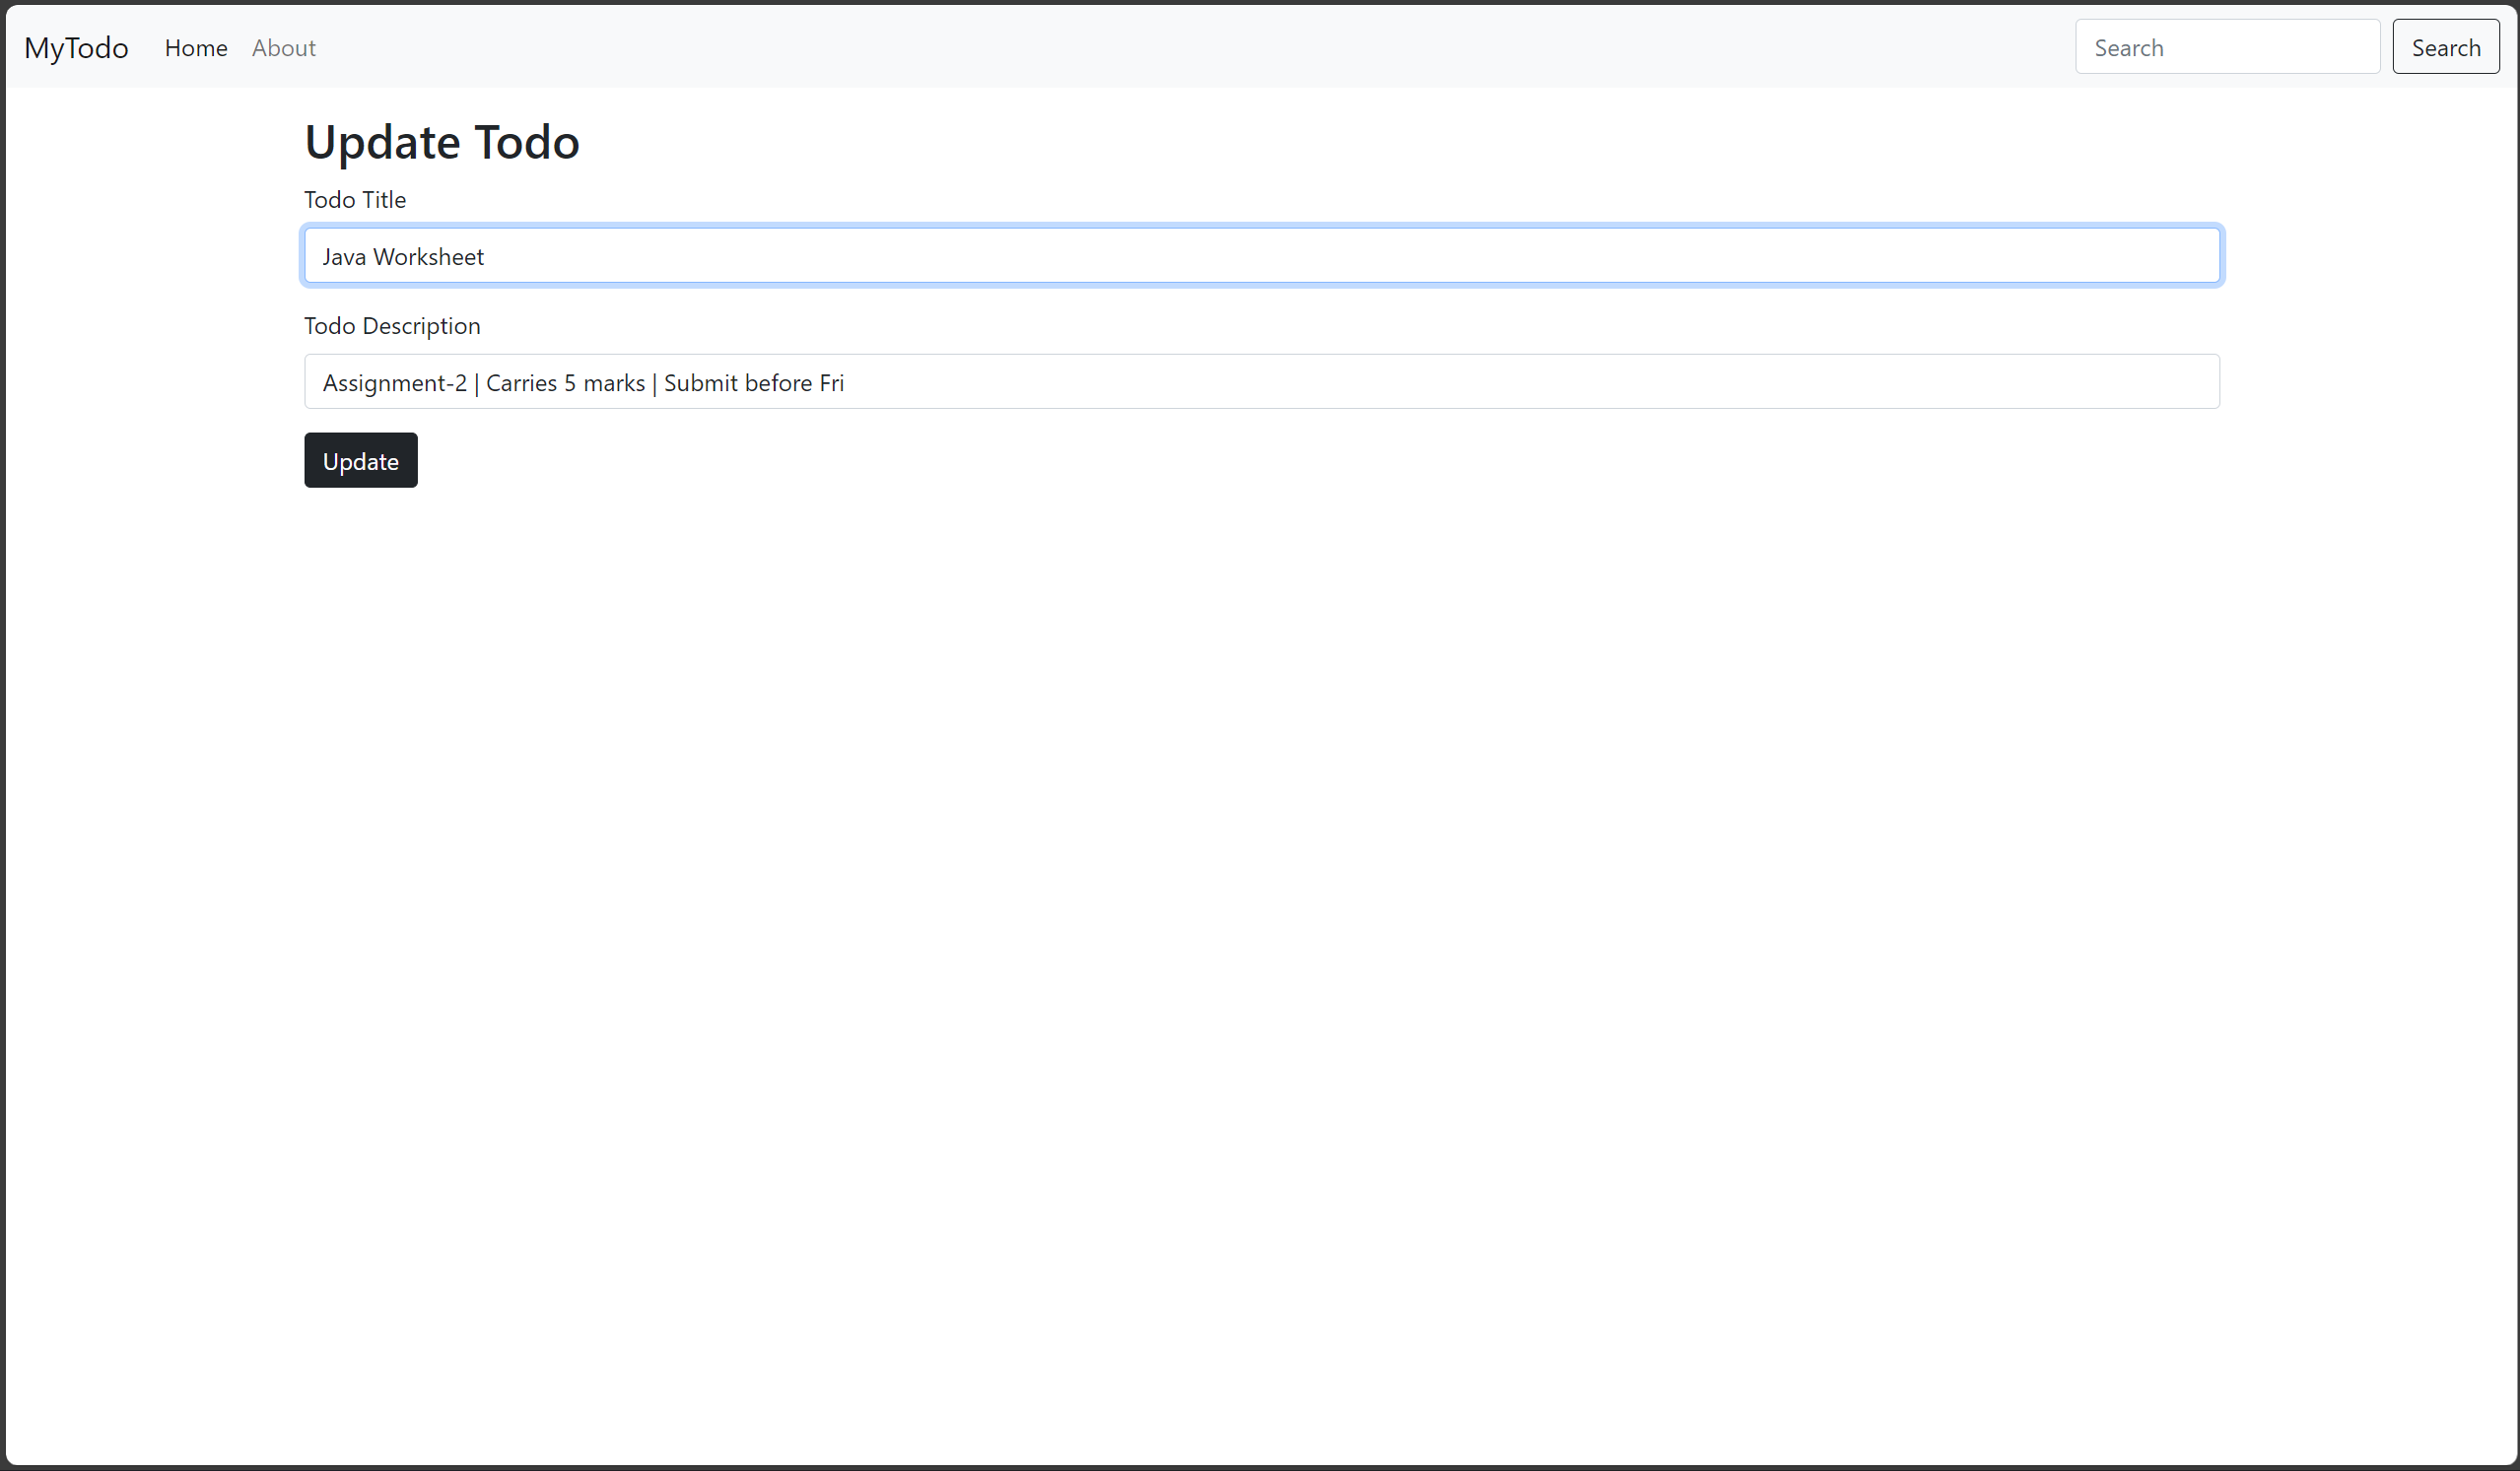 MyTodo Home About Search Search
Update Todo
Todo Title
Java Worksheet
Todo Description
Assignment-2 | Carries 5 marks | Submit before Fri
Update